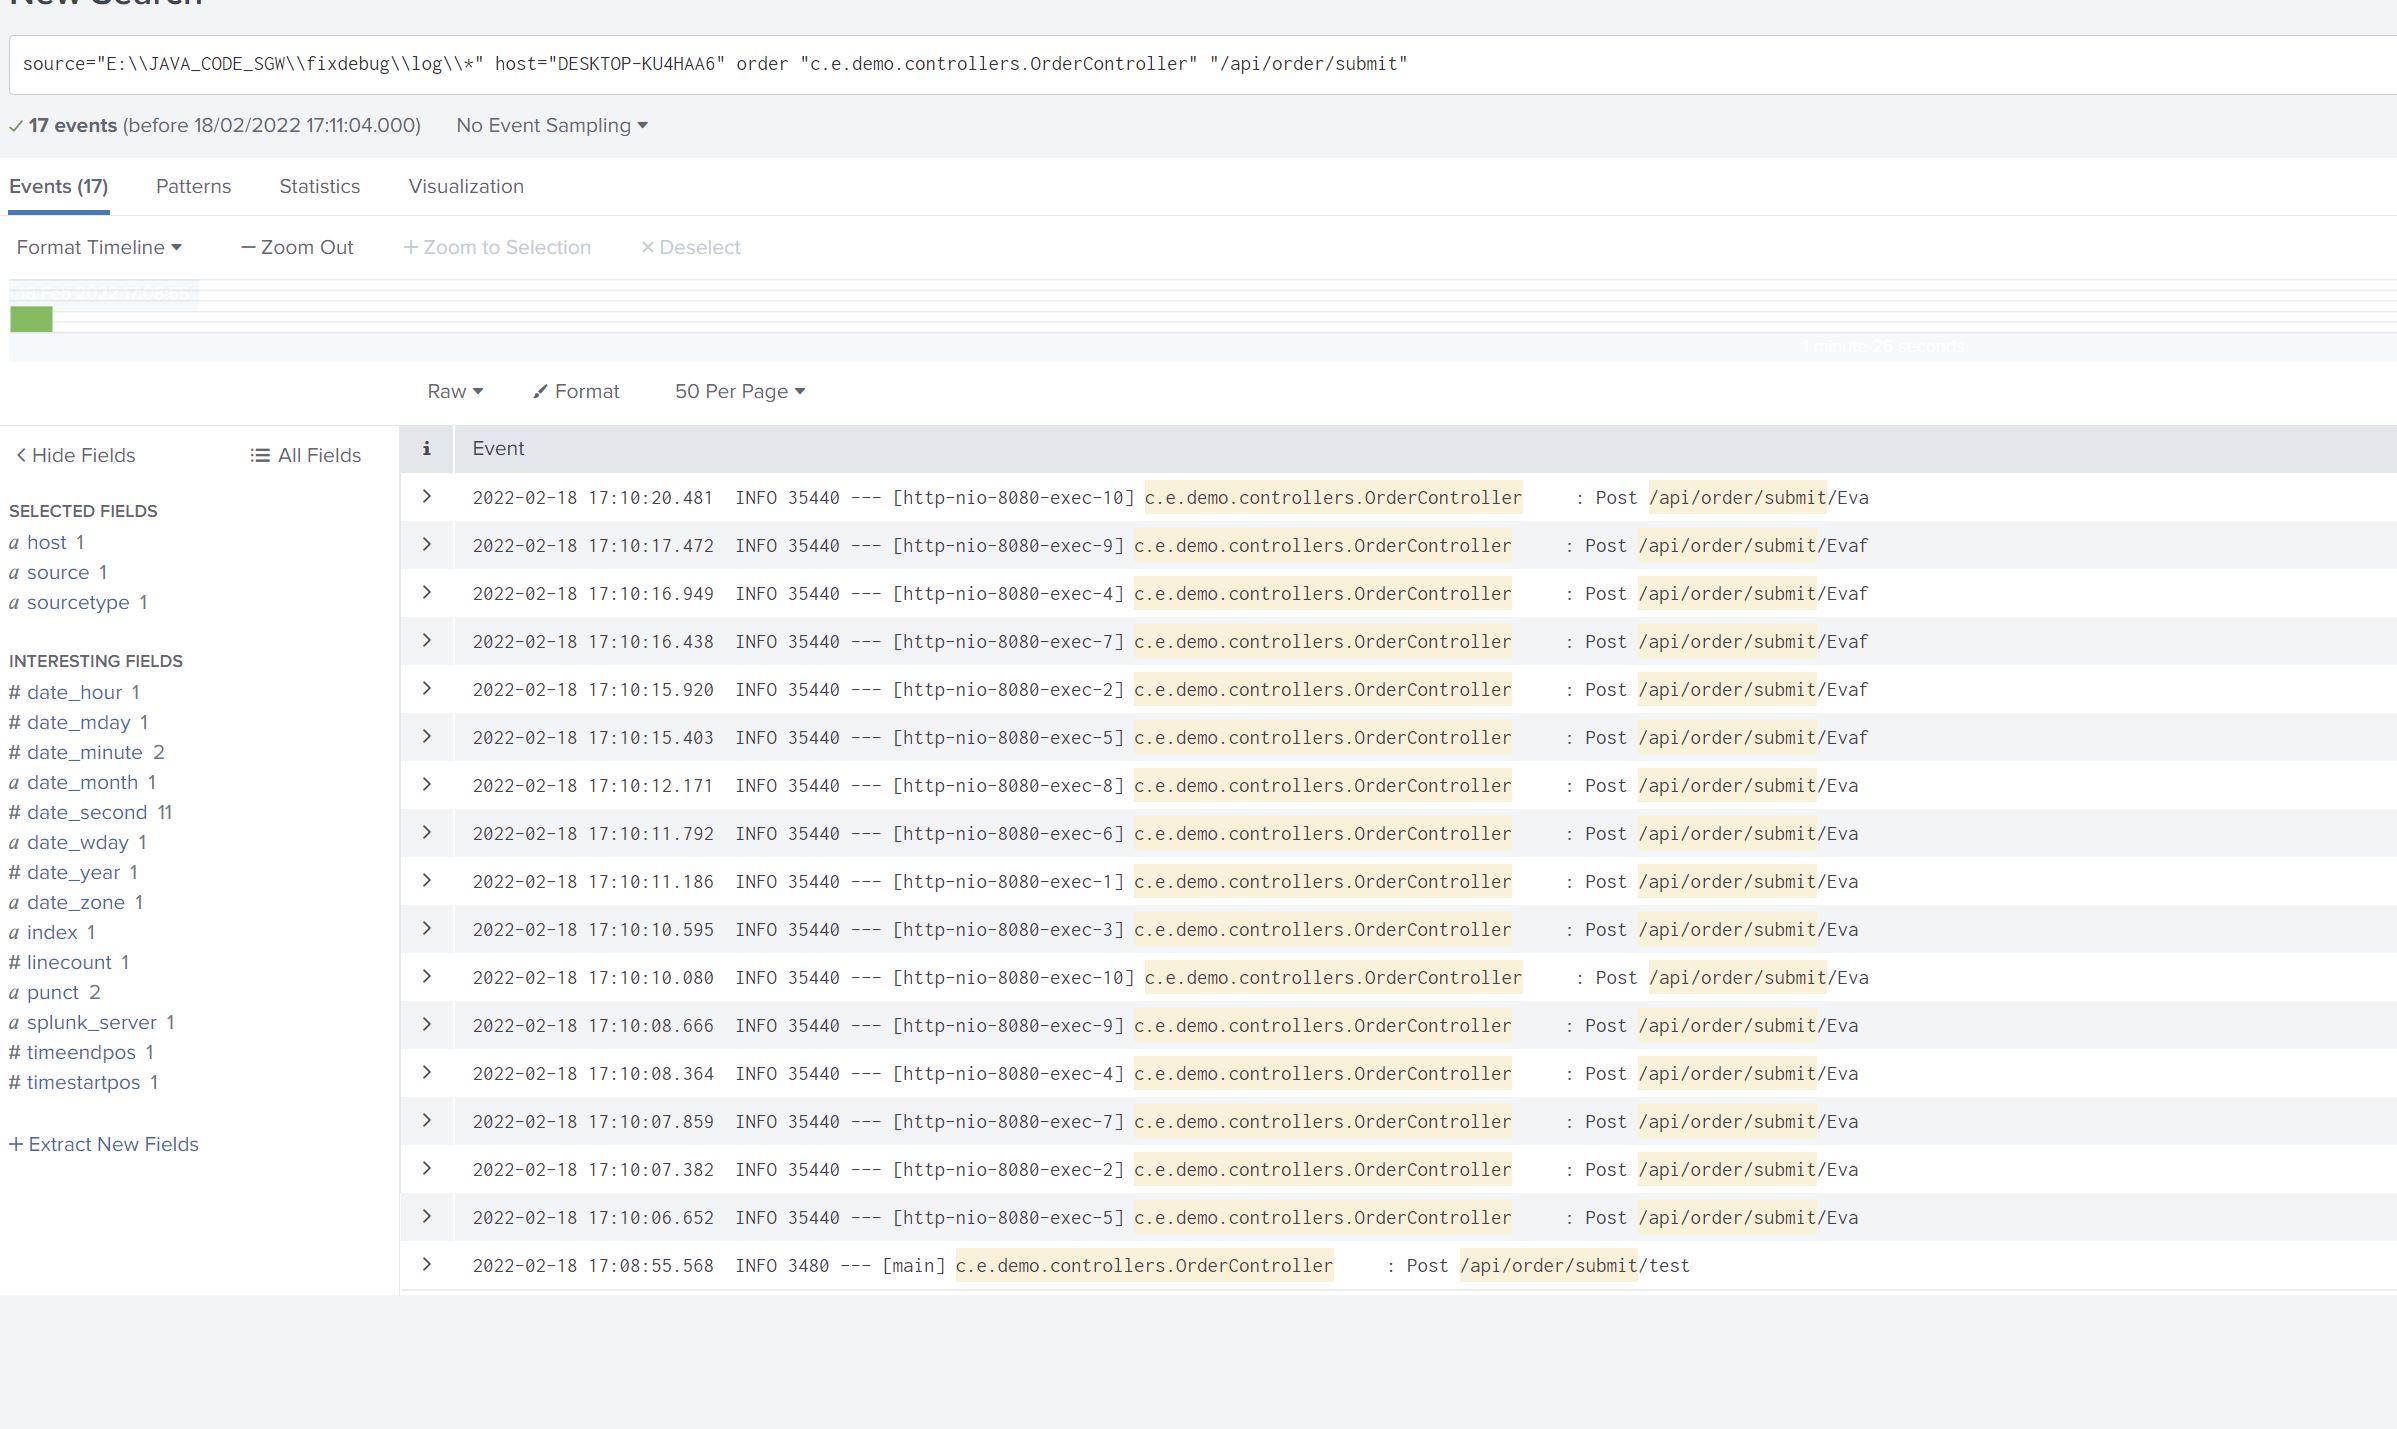 New Search
source="E:\\JAVA_CODE_SGW\\fixdebug\\log\\*" host="DESKTOP-KU4HAA6" order "c.e.demo.controllers.OrderController" "/api/order/submit"
17 events (before 18/02/2022 17:11:04.000) No Event Sampling
Events (17) Patterns Statistics Visualization
Format Timeline — Zoom Out + Zoom to Selection × Deselect
18 Feb 2022 17:08:55
1 minute 26 seconds
Raw Format 50 Per Page
< Hide Fields All Fields
SELECTED FIELDS
a host 1
a source 1
a sourcetype 1
INTERESTING FIELDS
# date_hour 1
# date_mday 1
# date_minute 2
a date_month 1
# date_second 11
a date_wday 1
# date_year 1
a date_zone 1
a index 1
# linecount 1
a punct 2
a splunk_server 1
# timeendpos 1
# timestartpos 1
+ Extract New Fields
i Event
> 2022-02-18 17:10:20.481 INFO 35440 --- [http-nio-8080-exec-10] c.e.demo.controllers.OrderController : Post /api/order/submit/Eva
> 2022-02-18 17:10:17.472 INFO 35440 --- [http-nio-8080-exec-9] c.e.demo.controllers.OrderController : Post /api/order/submit/Evaf
> 2022-02-18 17:10:16.949 INFO 35440 --- [http-nio-8080-exec-4] c.e.demo.controllers.OrderController : Post /api/order/submit/Evaf
> 2022-02-18 17:10:16.438 INFO 35440 --- [http-nio-8080-exec-7] c.e.demo.controllers.OrderController : Post /api/order/submit/Evaf
> 2022-02-18 17:10:15.920 INFO 35440 --- [http-nio-8080-exec-2] c.e.demo.controllers.OrderController : Post /api/order/submit/Evaf
> 2022-02-18 17:10:15.403 INFO 35440 --- [http-nio-8080-exec-5] c.e.demo.controllers.OrderController : Post /api/order/submit/Evaf
> 2022-02-18 17:10:12.171 INFO 35440 --- [http-nio-8080-exec-8] c.e.demo.controllers.OrderController : Post /api/order/submit/Eva
> 2022-02-18 17:10:11.792 INFO 35440 --- [http-nio-8080-exec-6] c.e.demo.controllers.OrderController : Post /api/order/submit/Eva
> 2022-02-18 17:10:11.186 INFO 35440 --- [http-nio-8080-exec-1] c.e.demo.controllers.OrderController : Post /api/order/submit/Eva
> 2022-02-18 17:10:10.595 INFO 35440 --- [http-nio-8080-exec-3] c.e.demo.controllers.OrderController : Post /api/order/submit/Eva
> 2022-02-18 17:10:10.080 INFO 35440 --- [http-nio-8080-exec-10] c.e.demo.controllers.OrderController : Post /api/order/submit/Eva
> 2022-02-18 17:10:08.666 INFO 35440 --- [http-nio-8080-exec-9] c.e.demo.controllers.OrderController : Post /api/order/submit/Eva
> 2022-02-18 17:10:08.364 INFO 35440 --- [http-nio-8080-exec-4] c.e.demo.controllers.OrderController : Post /api/order/submit/Eva
> 2022-02-18 17:10:07.859 INFO 35440 --- [http-nio-8080-exec-7] c.e.demo.controllers.OrderController : Post /api/order/submit/Eva
> 2022-02-18 17:10:07.382 INFO 35440 --- [http-nio-8080-exec-2] c.e.demo.controllers.OrderController : Post /api/order/submit/Eva
> 2022-02-18 17:10:06.652 INFO 35440 --- [http-nio-8080-exec-5] c.e.demo.controllers.OrderController : Post /api/order/submit/Eva
> 2022-02-18 17:08:55.568 INFO 3480 --- [main] c.e.demo.controllers.OrderController : Post /api/order/submit/test